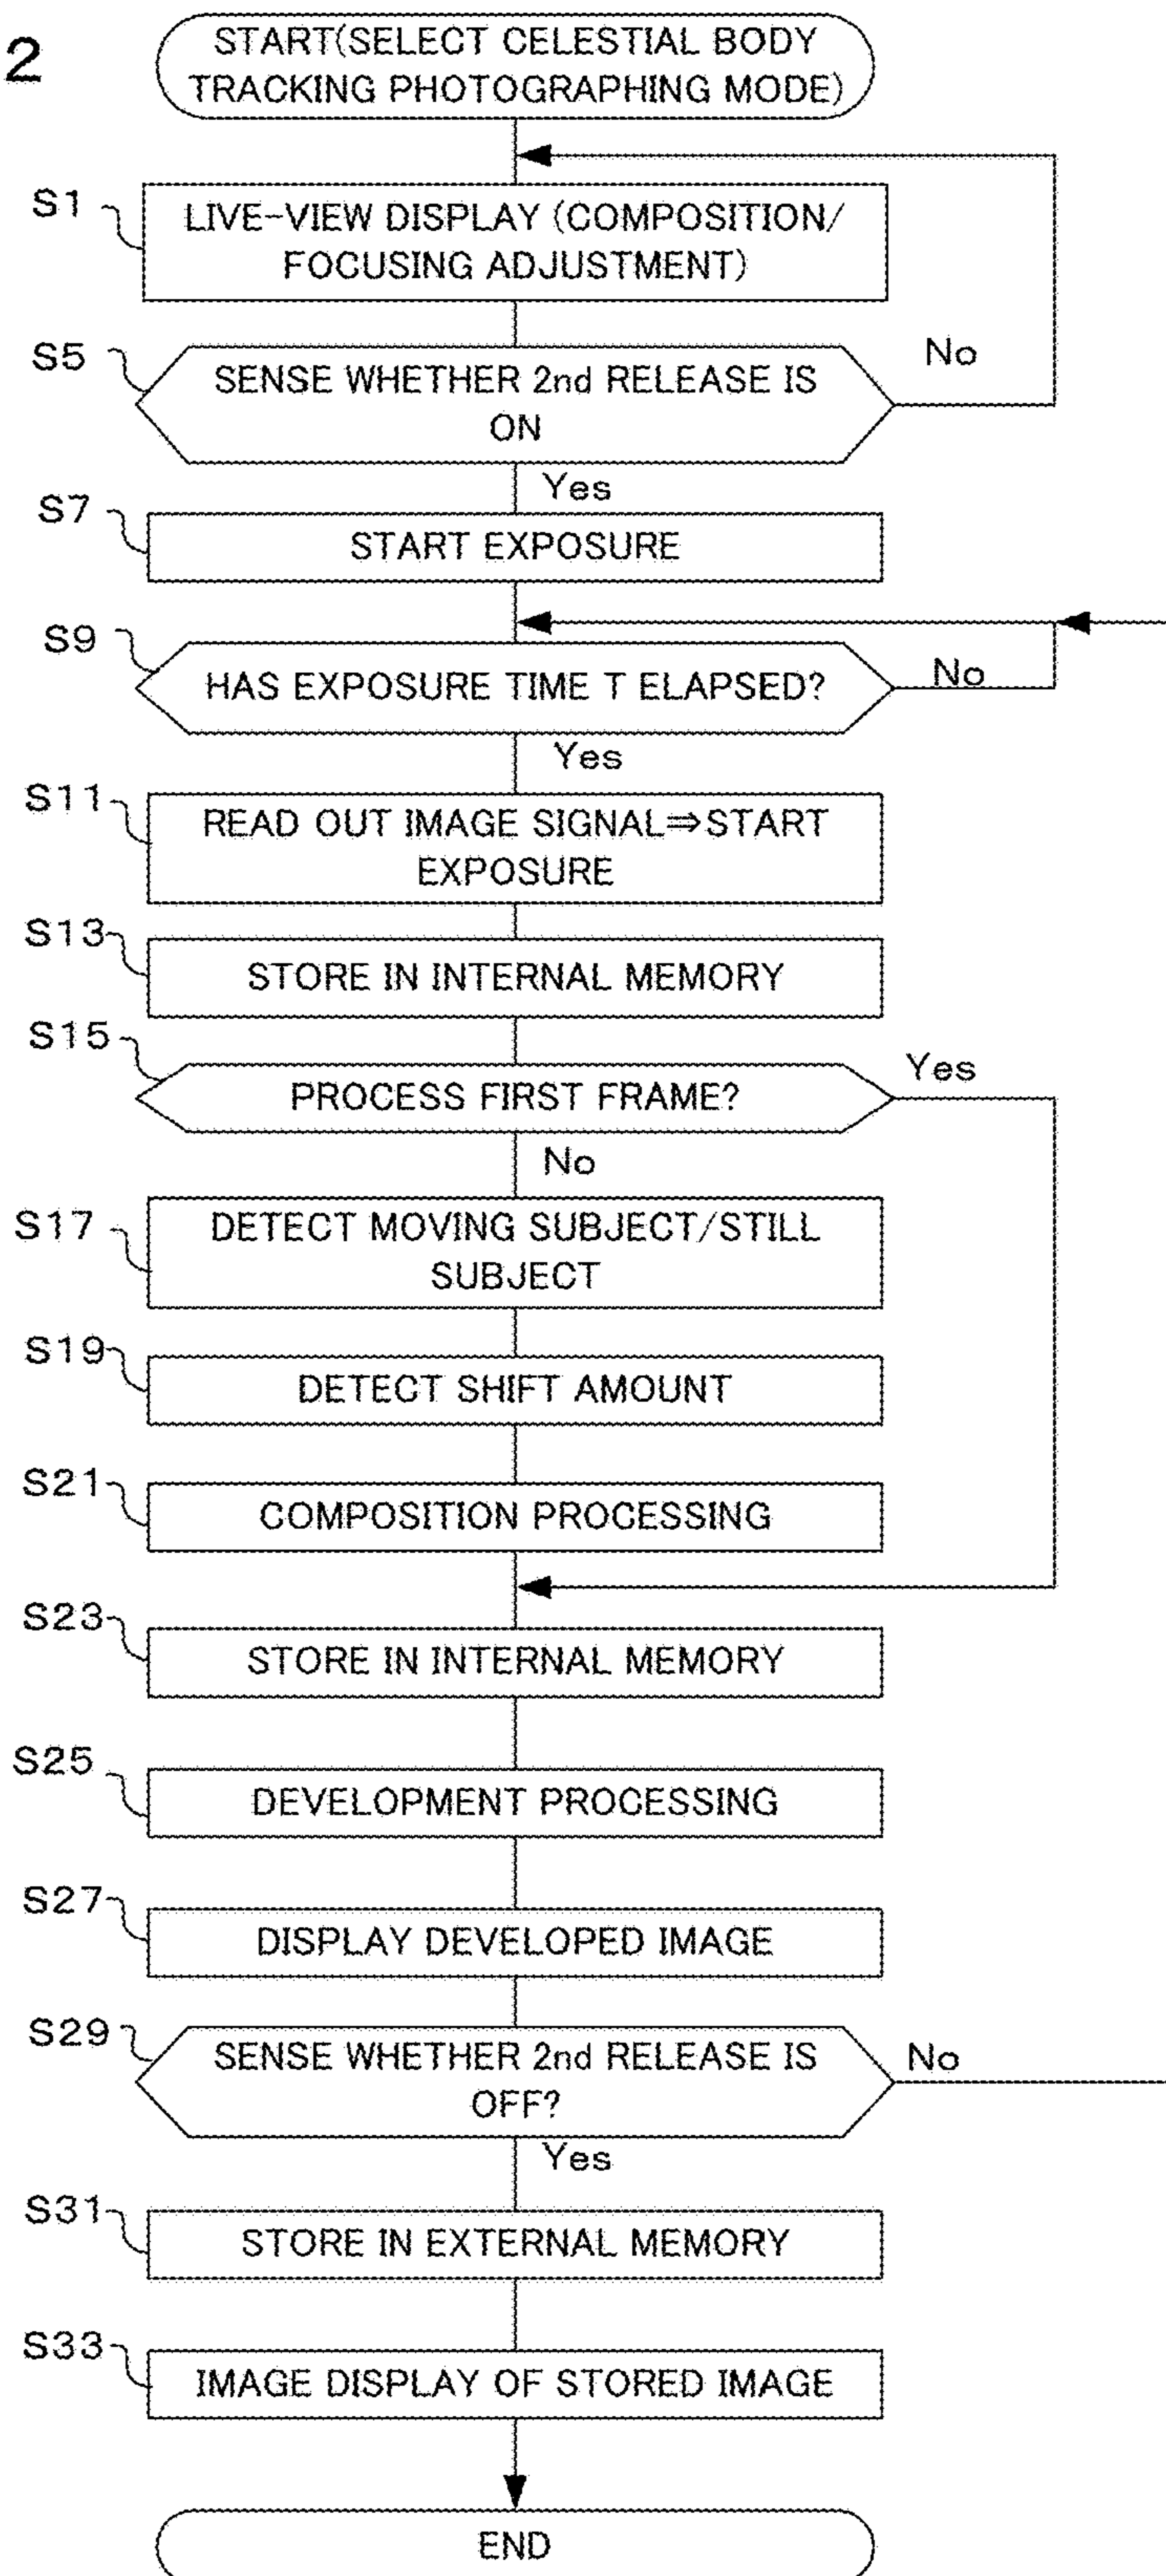 2
START(SELECT CELESTIAL BODY
TRACKING PHOTOGRAPHING MODE)
S1
LIVE-VIEW DISPLAY (COMPOSITION/
FOCUSING ADJUSTMENT)
S5
SENSE WHETHER 2nd RELEASE IS
ON
No
Yes
S7
START EXPOSURE
S9
HAS EXPOSURE TIME T ELAPSED?
No
Yes
S11
READ OUT IMAGE SIGNAL⇒START
EXPOSURE
S13
STORE IN INTERNAL MEMORY
S15
PROCESS FIRST FRAME?
Yes
No
S17
DETECT MOVING SUBJECT/STILL
SUBJECT
S19
DETECT SHIFT AMOUNT
S21
COMPOSITION PROCESSING
S23
STORE IN INTERNAL MEMORY
S25
DEVELOPMENT PROCESSING
S27
DISPLAY DEVELOPED IMAGE
S29
SENSE WHETHER 2nd RELEASE IS
OFF?
No
Yes
S31
STORE IN EXTERNAL MEMORY
S33
IMAGE DISPLAY OF STORED IMAGE
END